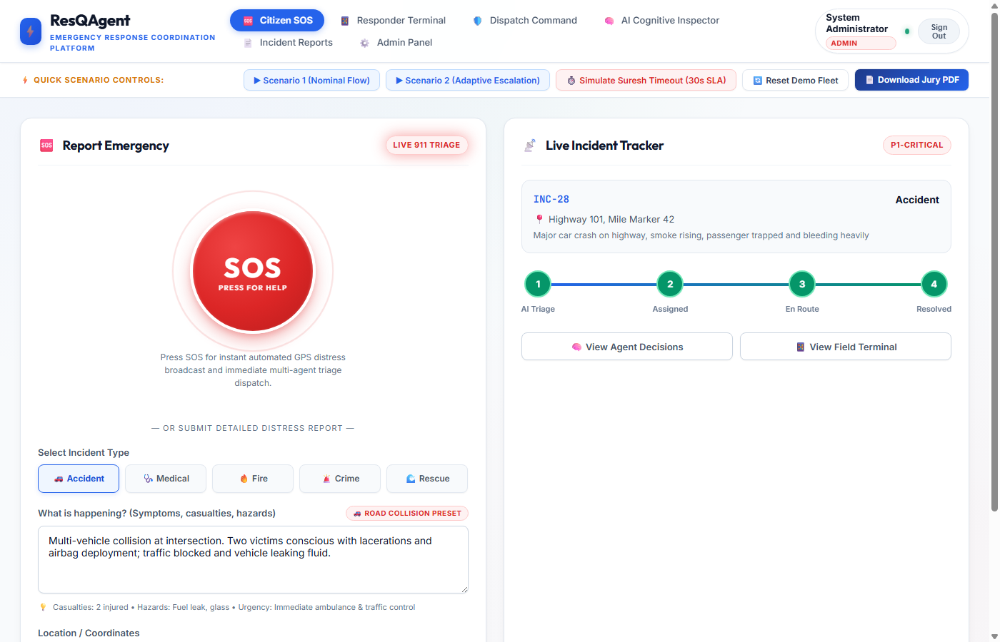 ResQAgent
EMERGENCY RESPONSE COORDINATION
PLATFORM
SOS Citizen SOS
Responder Terminal
Dispatch Command
AI Cognitive Inspector
Incident Reports
Admin Panel
System
Administrator
ADMIN
Sign
Out
QUICK SCENARIO CONTROLS:
Scenario 1 (Nominal Flow)
Scenario 2 (Adaptive Escalation)
Simulate Suresh Timeout (30s SLA)
Reset Demo Fleet
Download Jury PDF
SOS Report Emergency
LIVE 911 TRIAGE
SOS
PRESS FOR HELP
Press SOS for instant automated GPS distress
broadcast and immediate multi-agent triage
dispatch.
— OR SUBMIT DETAILED DISTRESS REPORT —
Select Incident Type
Accident
Medical
Fire
Crime
Rescue
What is happening? (Symptoms, casualties, hazards)
ROAD COLLISION PRESET
Multi-vehicle collision at intersection. Two victims conscious with lacerations and
airbag deployment; traffic blocked and vehicle leaking fluid.
Casualties: 2 injured • Hazards: Fuel leak, glass • Urgency: Immediate ambulance & traffic control
Location / Coordinates
Live Incident Tracker
P1-CRITICAL
INC-28
Accident
Highway 101, Mile Marker 42
Major car crash on highway, smoke rising, passenger trapped and bleeding heavily
1
2
3
4
AI Triage
Assigned
En Route
Resolved
View Agent Decisions
View Field Terminal